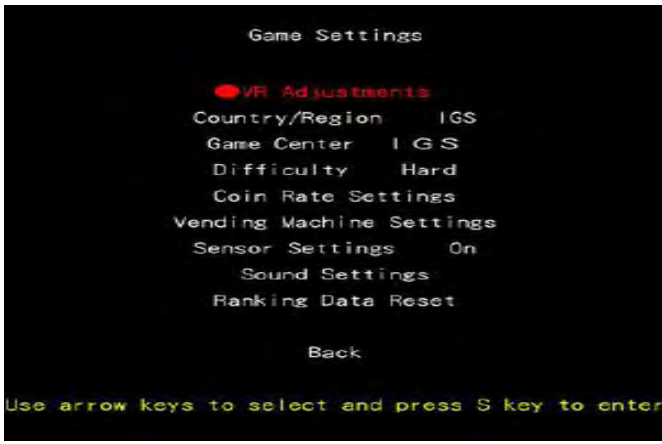 Game Settings
VR Adjustments
Country/Region IGS
Game Center I G S
Difficulty Hard
Coin Rate Settings
Vending Machine Settings
Sensor Settings On
Sound Settings
Ranking Data Reset
Back
Use arrow keys to select and press S key to enter